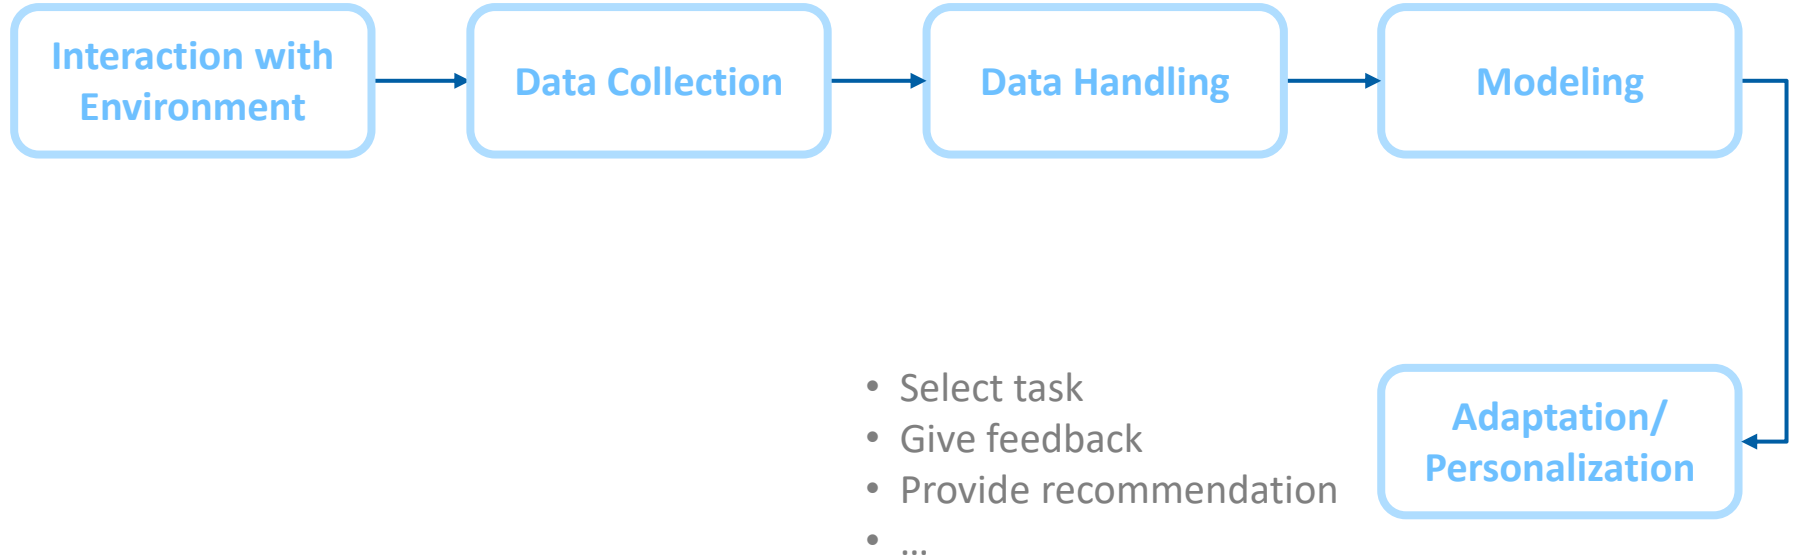 Interaction with
Environment
Data Collection
Data Handling
Modeling
• Select task
• Give feedback
• Provide recommendation
• …
Adaptation/
Personalization